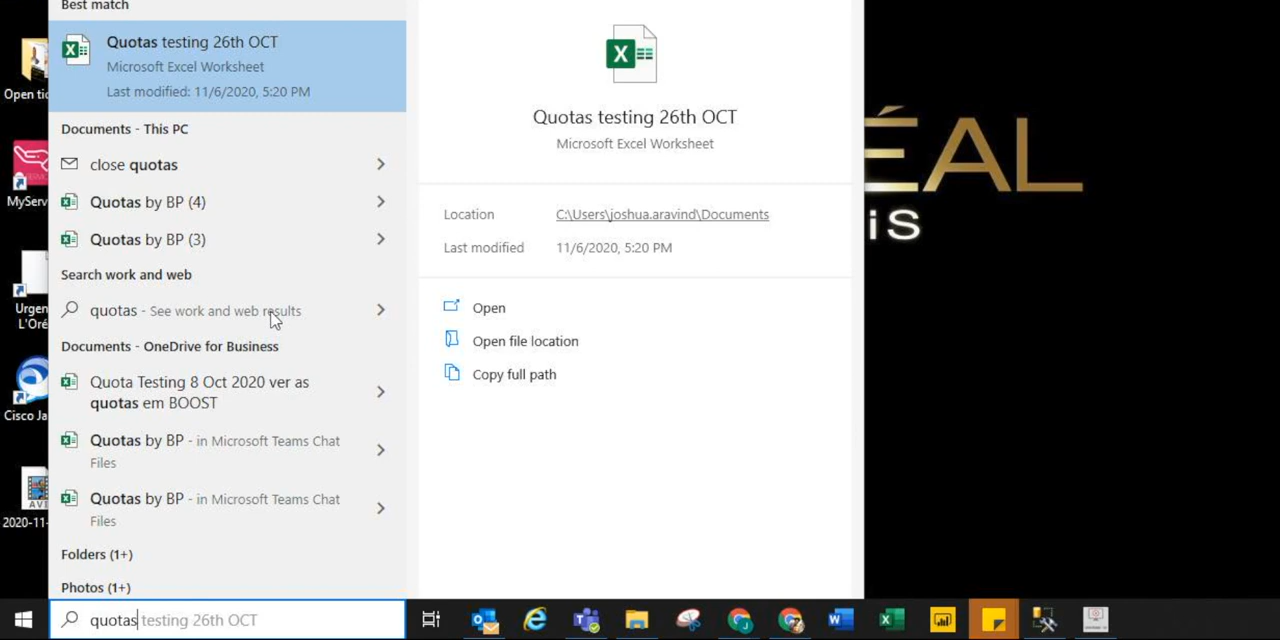 Best match
Quotas testing 26th OCT
Microsoft Excel Worksheet
Last modified: 11/6/2020, 5:20 PM
Documents - This PC
close quotas
Quotas by BP (4)
Quotas by BP (3)
Search work and web
quotas - See work and web results
Documents - OneDrive for Business
Quota Testing 8 Oct 2020 ver as
quotas em BOOST
Quotas by BP - in Microsoft Teams Chat
Files
Quotas by BP - in Microsoft Teams Chat
Files
Folders (1+)
Photos (1+)
quotas testing 26th OCT
Quotas testing 26th OCT
Microsoft Excel Worksheet
Location C:\Users\joshua.aravind\Documents
Last modified 11/6/2020, 5:20 PM
Open
Open file location
Copy full path
Open tic
MyServ
Urgen
L'Oré
Cisco Ja
AVI
2020-11-
ÉAL
iS